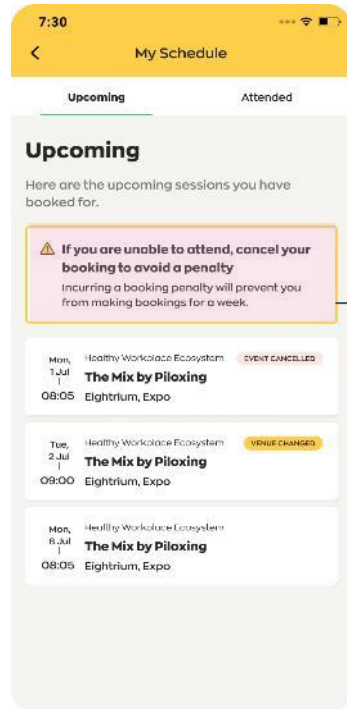 7:30
My Schedule
Upcoming
Attended
Upcoming
Here are the upcoming sessions you have
booked for.
If you are unable to attend, cancel your
booking to avoid a penalty
Incurring a booking penalty will prevent you
from making bookings for a week.
Mon,
1 Jul
08:05
Healthy Workplace Ecosystem
EVENT CANCELLED
The Mix by Piloxing
Eightrium, Expo
Tue,
2 Jul
09:00
Healthy Workplace Ecosystem
VENUE CHANGED
The Mix by Piloxing
Eightrium, Expo
Mon,
8 Jul
08:05
Healthy Workplace Ecosystem
The Mix by Piloxing
Eightrium, Expo